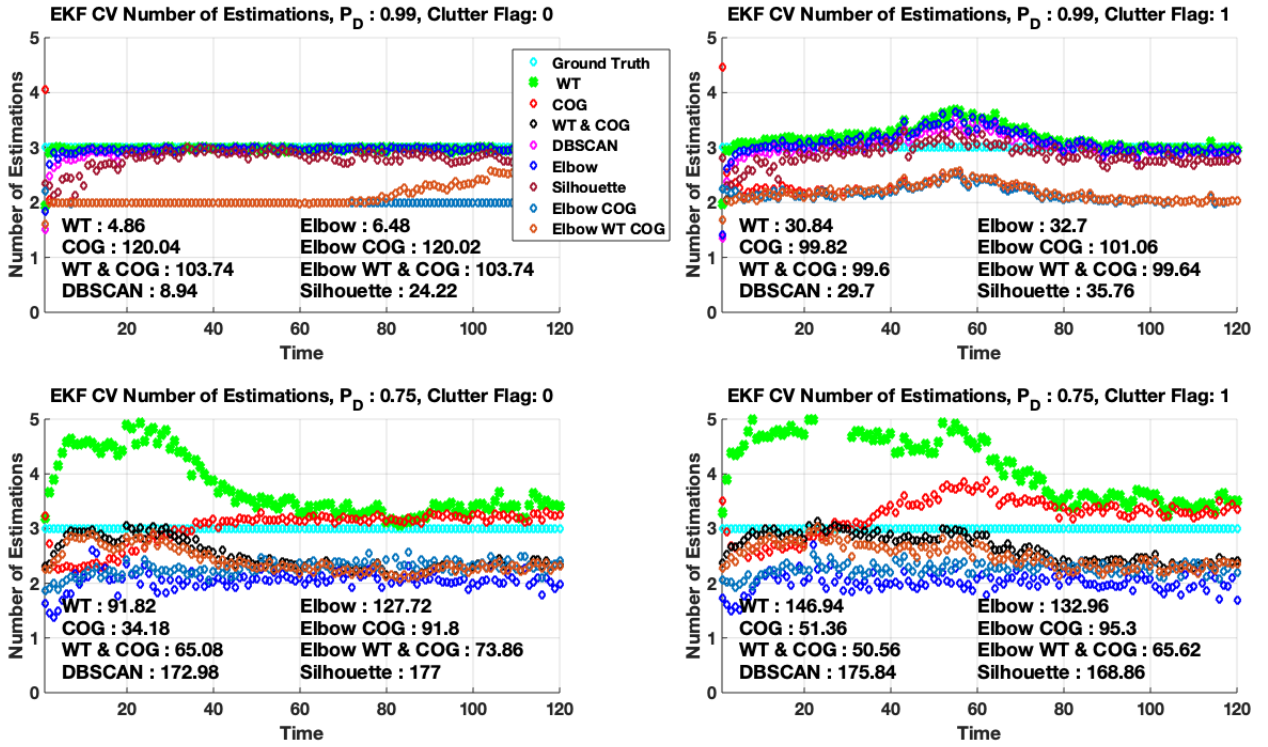 EKF CV Number of Estimations, PD : 0.99, Clutter Flag: 0
Number of Estimations
5
4
3
2
1
0
Ground Truth
WT
COG
WT & COG
DBSCAN
Elbow
Silhouette
Elbow COG
Elbow WT COG
WT : 4.86
COG : 120.04
WT & COG : 103.74
DBSCAN : 8.94
Elbow : 6.48
Elbow COG : 120.02
Elbow WT & COG : 103.74
Silhouette : 24.22
20 40 60 80 100 120
Time
EKF CV Number of Estimations, PD : 0.99, Clutter Flag: 1
Number of Estimations
5
4
3
2
1
0
WT : 30.84
COG : 99.82
WT & COG : 99.6
DBSCAN : 29.7
Elbow : 32.7
Elbow COG : 101.06
Elbow WT & COG : 99.64
Silhouette : 35.76
20 40 60 80 100 120
Time
EKF CV Number of Estimations, PD : 0.75, Clutter Flag: 0
Number of Estimations
5
4
3
2
1
0
WT : 91.82
COG : 34.18
WT & COG : 65.08
DBSCAN : 172.98
Elbow : 127.72
Elbow COG : 91.8
Elbow WT & COG : 73.86
Silhouette : 177
20 40 60 80 100 120
Time
EKF CV Number of Estimations, PD : 0.75, Clutter Flag: 1
Number of Estimations
5
4
3
2
1
0
WT : 146.94
COG : 51.36
WT & COG : 50.56
DBSCAN : 175.84
Elbow : 132.96
Elbow COG : 95.3
Elbow WT & COG : 65.62
Silhouette : 168.86
20 40 60 80 100 120
Time